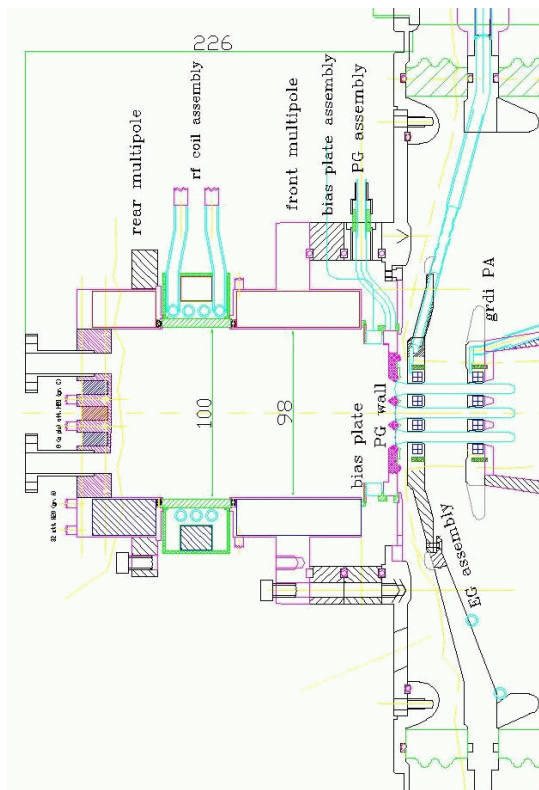 226
rear multipole
rf coil assembly
front multipole
bias plate assembly
PG assembly
grdi PA
100
98
bias plate
PG wall
EG assembly